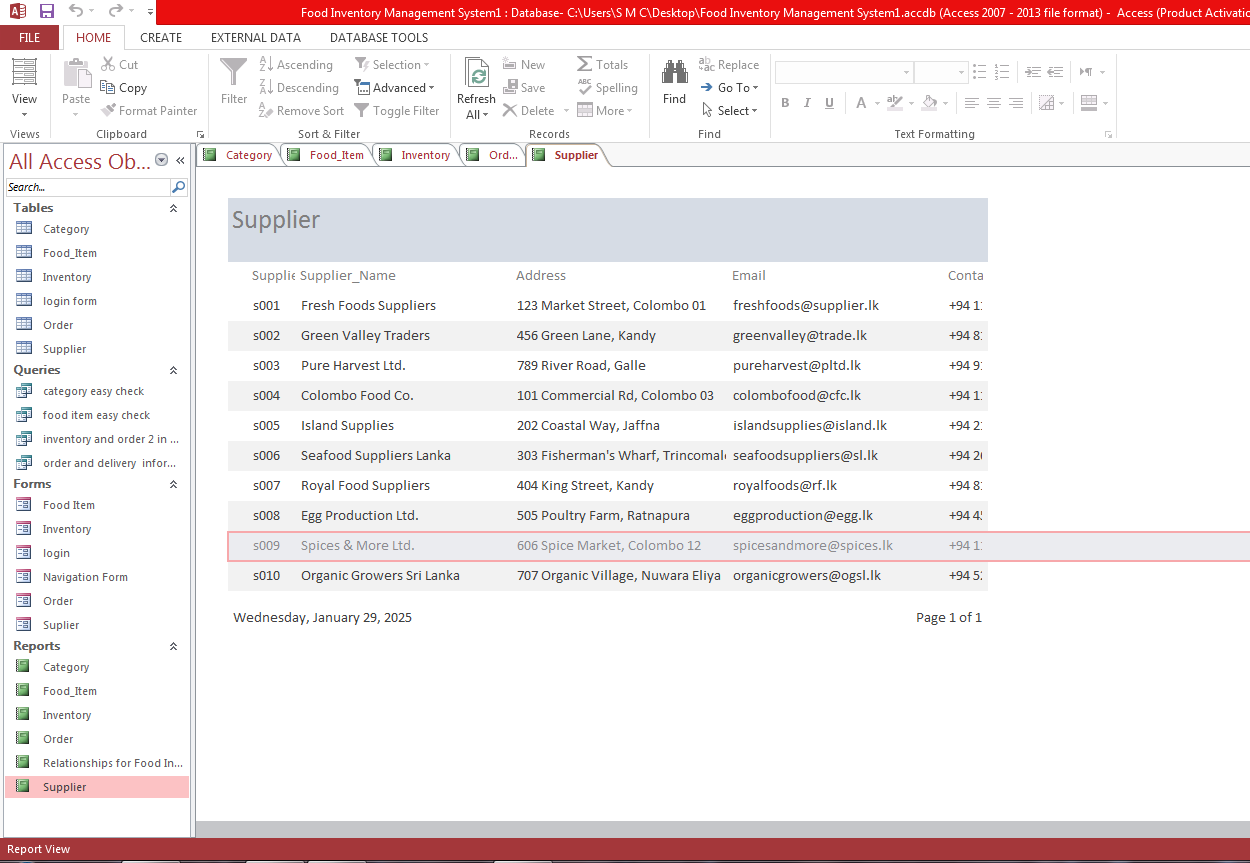 Food Inventory Management System1 : Database- C:\Users\S M C\Desktop\Food Inventory Management System1.accdb (Access 2007 - 2013 file format) - Access (Product Activatio
FILE HOME CREATE EXTERNAL DATA DATABASE TOOLS
View
Views
Paste
Cut
Copy
Format Painter
Clipboard
Filter
Ascending
Descending
Remove Sort
Selection
Advanced
Toggle Filter
Sort & Filter
Refresh
All
New
Save
Delete
Totals
Spelling
More
Records
Find
Replace
Go To
Select
Find
B I U A
Text Formatting
All Access Ob...
Search...
Tables
Category
Food_Item
Inventory
login form
Order
Supplier
Queries
category easy check
food item easy check
inventory and order 2 in ...
order and delivery infor...
Forms
Food Item
Inventory
login
Navigation Form
Order
Suplier
Reports
Category
Food_Item
Inventory
Order
Relationships for Food In...
Supplier
Category Food_Item Inventory Ord... Supplier
Supplier
Supplie Supplier_Name Address Email Conta
s001 Fresh Foods Suppliers 123 Market Street, Colombo 01 freshfoods@supplier.lk +94 11
s002 Green Valley Traders 456 Green Lane, Kandy greenvalley@trade.lk +94 81
s003 Pure Harvest Ltd. 789 River Road, Galle pureharvest@pltd.lk +94 91
s004 Colombo Food Co. 101 Commercial Rd, Colombo 03 colombofood@cfc.lk +94 11
s005 Island Supplies 202 Coastal Way, Jaffna islandsupplies@island.lk +94 21
s006 Seafood Suppliers Lanka 303 Fisherman's Wharf, Trincomale seafoodsuppliers@sl.lk +94 26
s007 Royal Food Suppliers 404 King Street, Kandy royalfoods@rf.lk +94 81
s008 Egg Production Ltd. 505 Poultry Farm, Ratnapura eggproduction@egg.lk +94 45
s009 Spices & More Ltd. 606 Spice Market, Colombo 12 spicesandmore@spices.lk +94 11
s010 Organic Growers Sri Lanka 707 Organic Village, Nuwara Eliya organicgrowers@ogsl.lk +94 52
Wednesday, January 29, 2025 Page 1 of 1
Report View